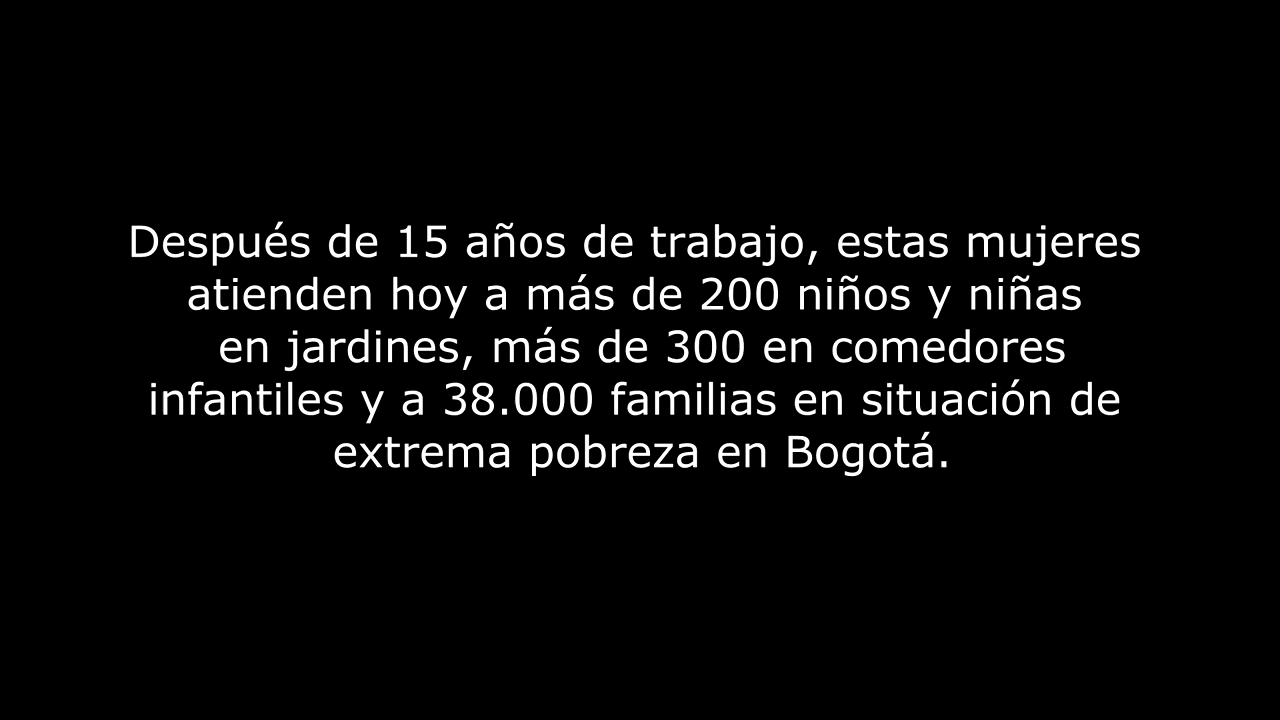 Después de 15 años de trabajo, estas mujeres
atienden hoy a más de 200 niños y niñas
en jardines, más de 300 en comedores
infantiles y a 38.000 familias en situación de
extrema pobreza en Bogotá.